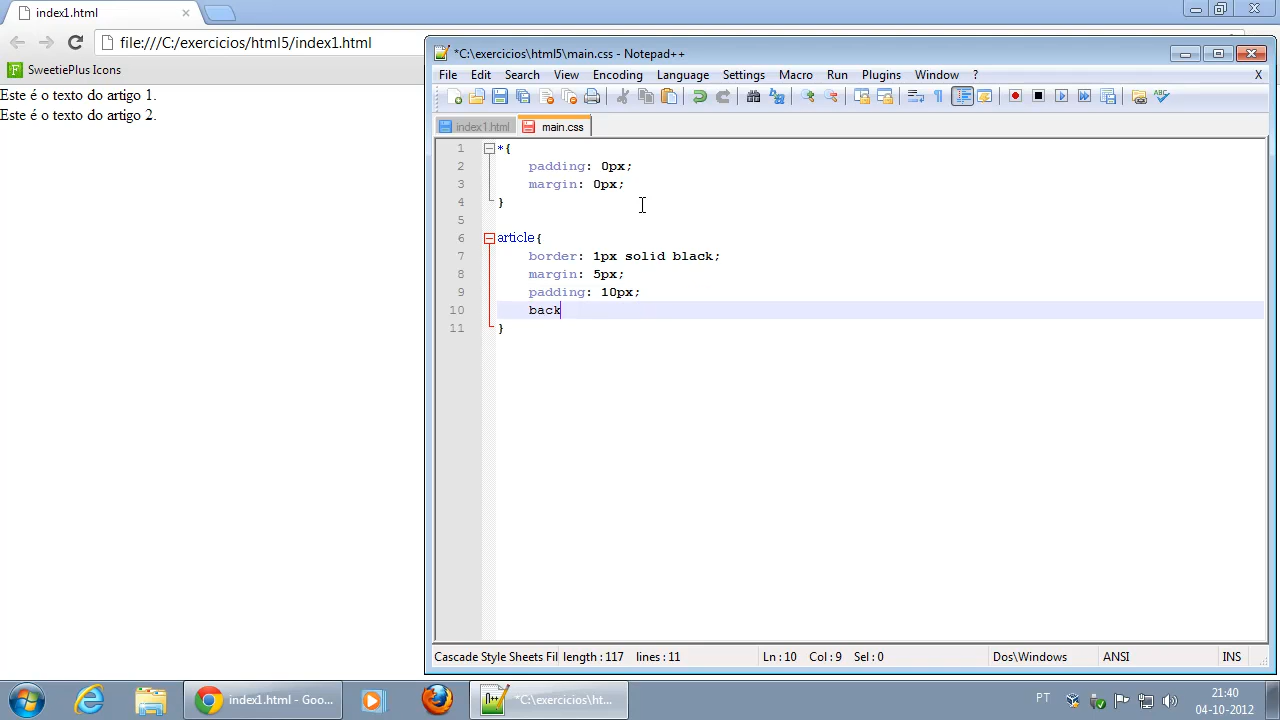 index1.html
file:///C:/exercicios/html5/index1.html
SweetiePlus Icons
Este é o texto do artigo 1.
Este é o texto do artigo 2.
*C:\exercicios\html5\main.css - Notepad++
File Edit Search View Encoding Language Settings Macro Run Plugins Window ? X
index1.html main.css
1 *{
2 padding: 0px;
3 margin: 0px;
4 }
5
6 article{
7 border: 1px solid black;
8 margin: 5px;
9 padding: 10px;
10 back
11 }
Cascade Style Sheets Fil length : 117 lines : 11 Ln : 10 Col : 9 Sel : 0 Dos\Windows ANSI INS
index1.html - Goo... *C:\exercicios\ht... PT 21:40
04-10-2012